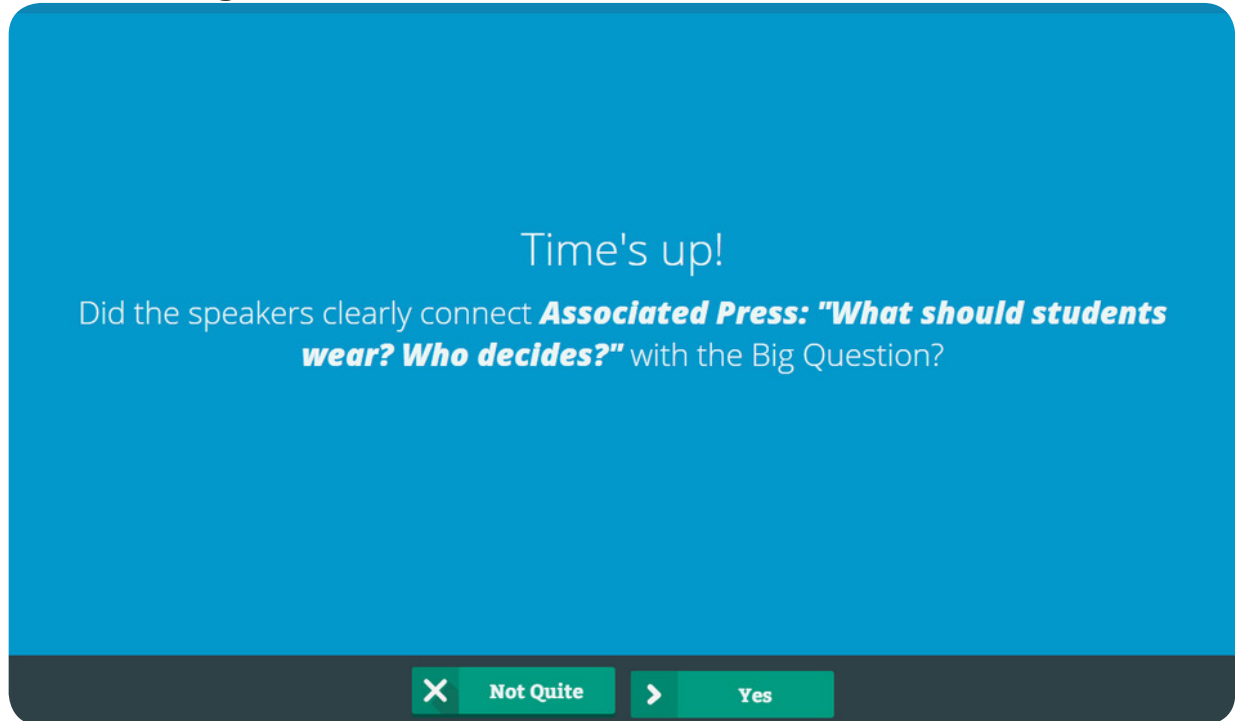 Time's up!
Did the speakers clearly connect Associated Press: "What should students
wear? Who decides?" with the Big Question?
Not Quite
Yes